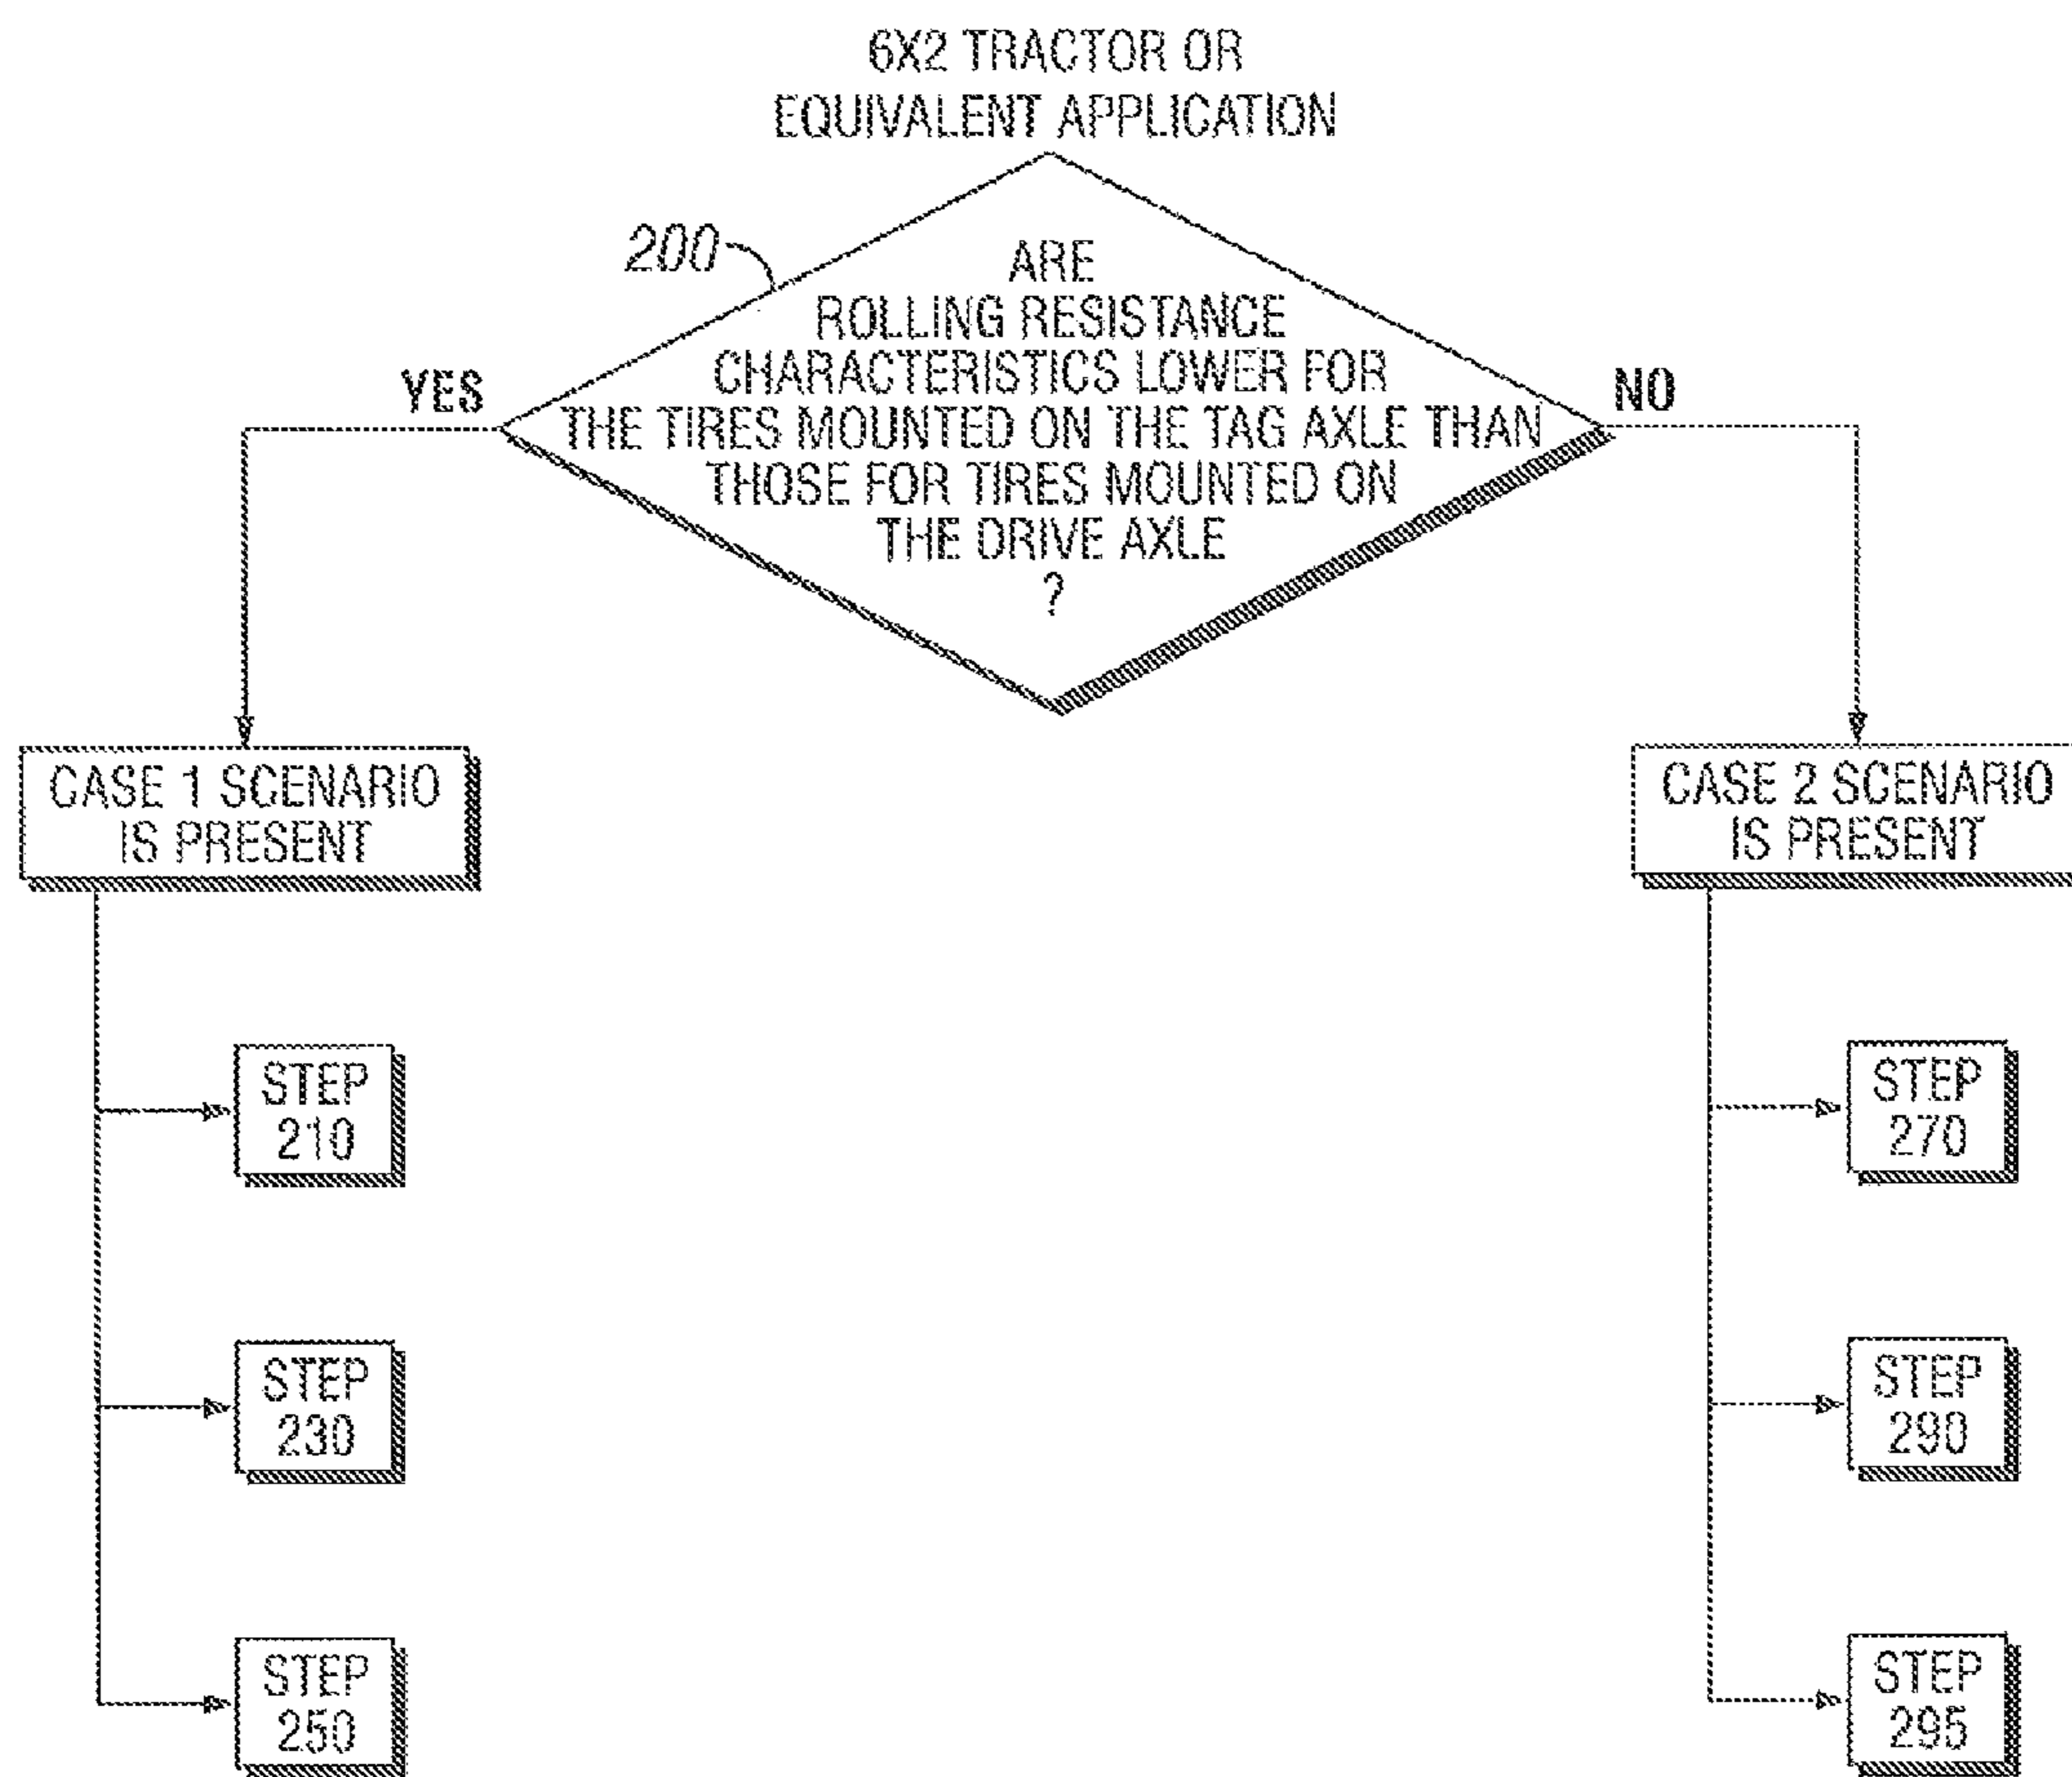 6X2 TRACTOR OR
EQUIVALENT APPLICATION
200
ARE
ROLLING RESISTANCE
CHARACTERISTICS LOWER FOR
THE TIRES MOUNTED ON THE TAG AXLE THAN
THOSE FOR TIRES MOUNTED ON
THE DRIVE AXLE
?
YES
NO
CASE 1 SCENARIO
IS PRESENT
CASE 2 SCENARIO
IS PRESENT
STEP
210
STEP
230
STEP
250
STEP
270
STEP
290
STEP
295